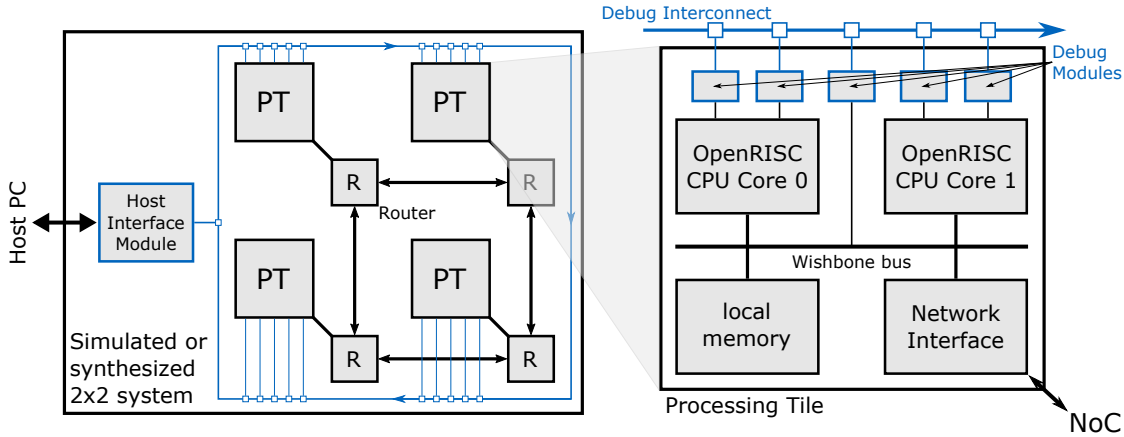 Debug Interconnect
Debug
Modules
PT
PT
OpenRISC
CPU Core 0
OpenRISC
CPU Core 1
R
R
Router
Host PC
Host
Interface
Module
PT
PT
Wishbone bus
local
memory
Network
Interface
R
R
Simulated or
synthesized
2x2 system
Processing Tile
NoC